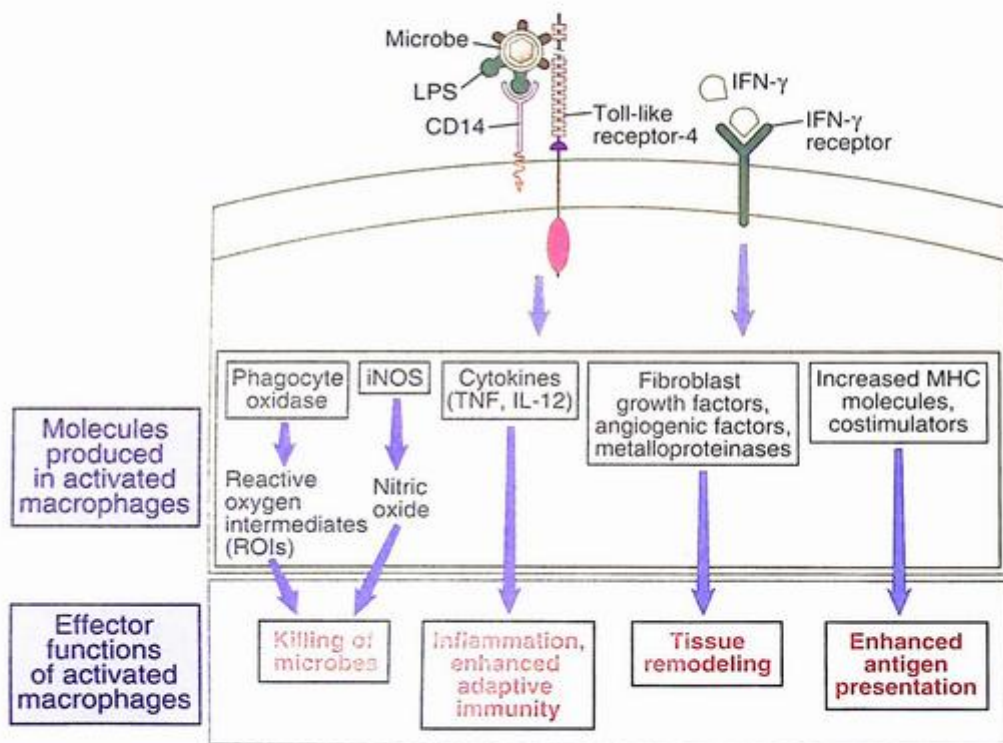 Microbe
LPS
CD14
Toll-like
receptor-4
IFN-γ
IFN-γ
receptor
Molecules
produced
in activated
macrophages
Phagocyte
oxidase
iNOS
Cytokines
(TNF, IL-12)
Fibroblast
growth factors,
angiogenic factors,
metalloproteinases
Increased MHC
molecules,
costimulators
Reactive
oxygen
intermediates
(ROIs)
Nitric
oxide
Effector
functions
of activated
macrophages
Killing of
microbes
Inflammation,
enhanced
adaptive
immunity
Tissue
remodeling
Enhanced
antigen
presentation